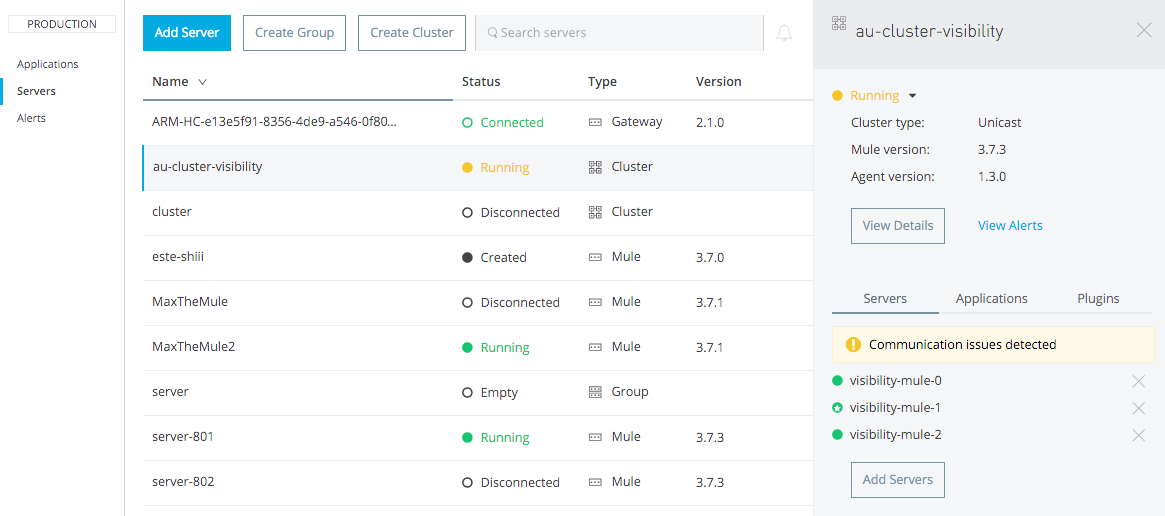 PRODUCTION
Applications
Servers
Alerts
Add Server Create Group Create Cluster Search servers
Name Status Type Version
ARM-HC-e13e5f91-8356-4de9-a546-0f80... Connected Gateway 2.1.0
au-cluster-visibility Running Cluster
cluster Disconnected Cluster
este-shiii Created Mule 3.7.0
MaxTheMule Disconnected Mule 3.7.1
MaxTheMule2 Running Mule 3.7.1
server Empty Group
server-801 Running Mule 3.7.3
server-802 Disconnected Mule 3.7.3
au-cluster-visibility
Running
Cluster type: Unicast
Mule version: 3.7.3
Agent version: 1.3.0
View Details View Alerts
Servers Applications Plugins
Communication issues detected
visibility-mule-0
visibility-mule-1
visibility-mule-2
Add Servers